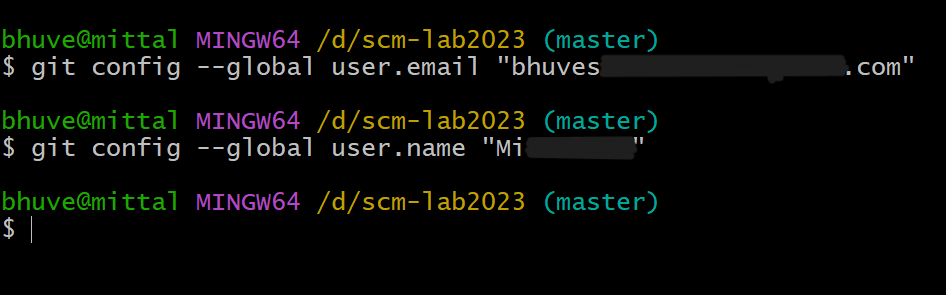 bhuve@mittal MINGW64 /d/scm-lab2023 (master)
$ git config --global user.email "bhuves .com"
bhuve@mittal MINGW64 /d/scm-lab2023 (master)
$ git config --global user.name "Mi "
bhuve@mittal MINGW64 /d/scm-lab2023 (master)
$